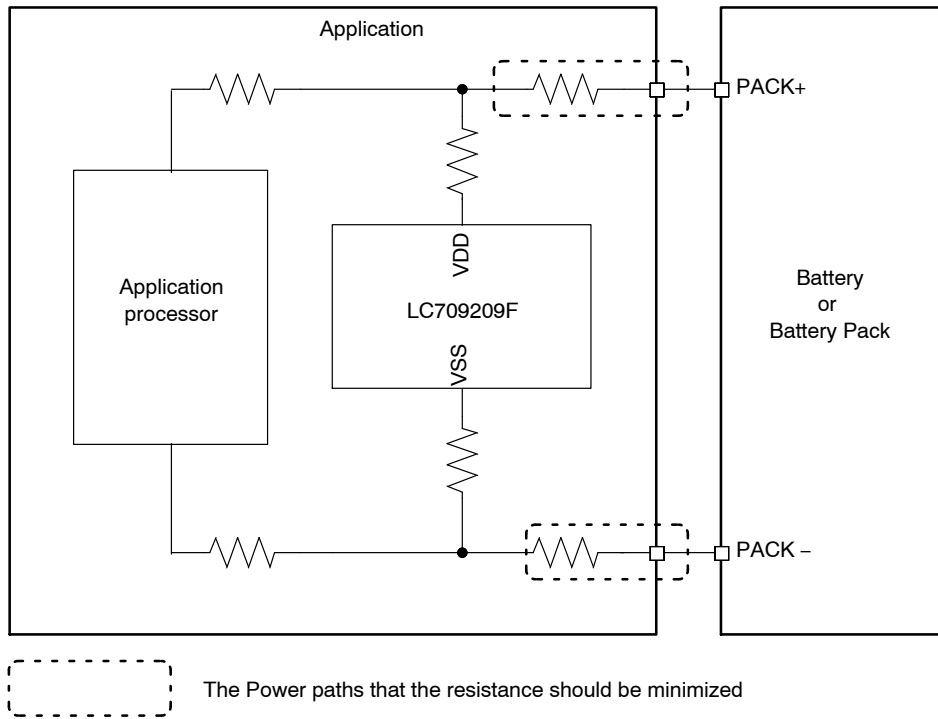 Application
PACK+
VDD
LC709209F
VSS
Application
processor
Battery
or
Battery Pack
PACK –
The Power paths that the resistance should be minimized